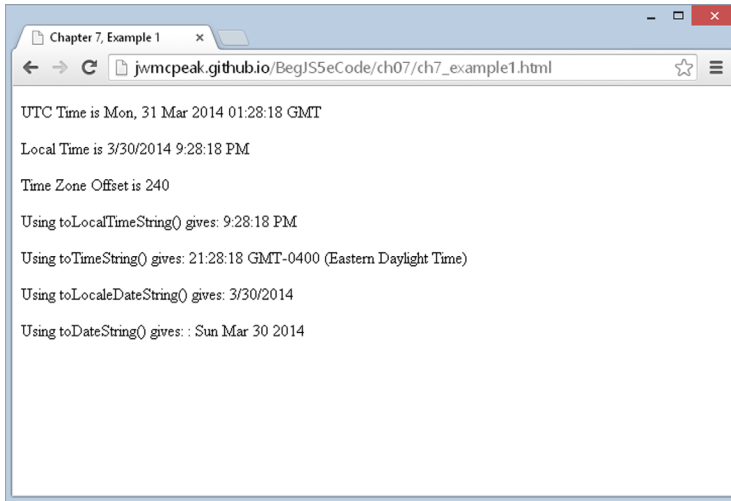 Chapter 7, Example 1
jwmcpeak.github.io/BegJS5eCode/ch07/ch7_example1.html
UTC Time is Mon, 31 Mar 2014 01:28:18 GMT
Local Time is 3/30/2014 9:28:18 PM
Time Zone Offset is 240
Using toLocalTimeString() gives: 9:28:18 PM
Using toTimeString() gives: 21:28:18 GMT-0400 (Eastern Daylight Time)
Using toLocaleDateString() gives: 3/30/2014
Using toDateString() gives: : Sun Mar 30 2014